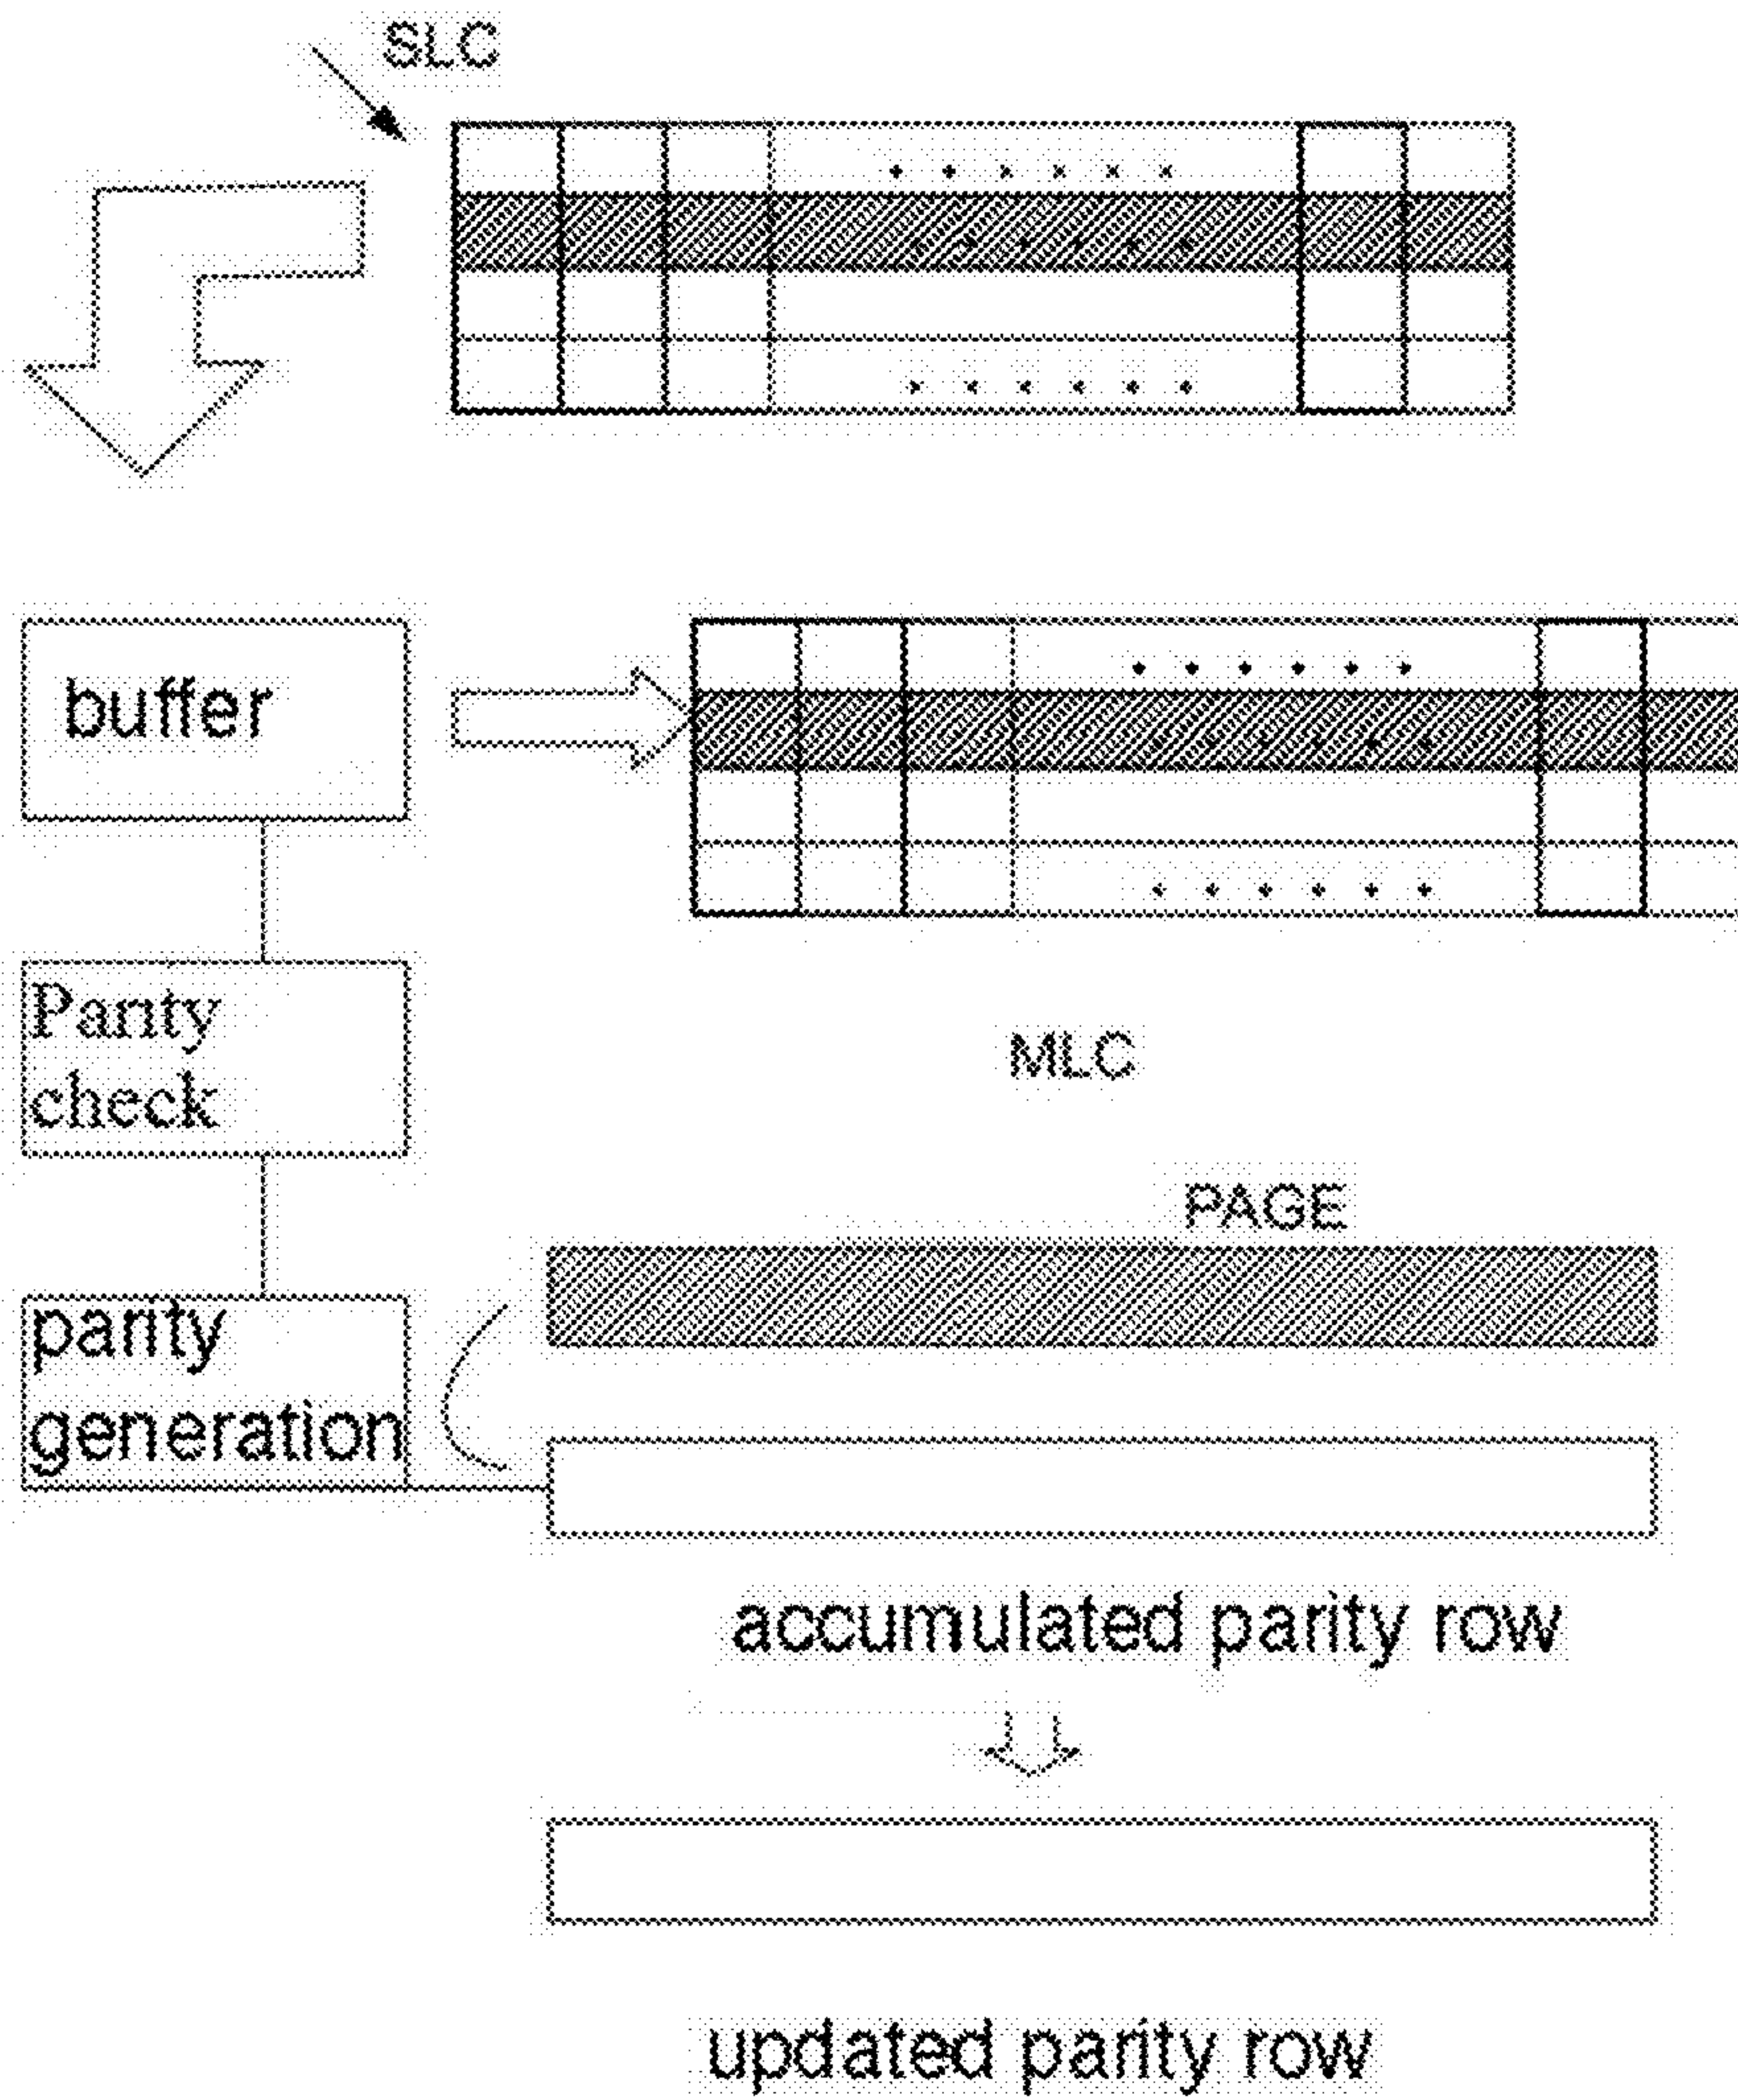 SLC
buffer
Parity
check
MLC
PAGE
parity
generation
accumulated parity row
updated parity row